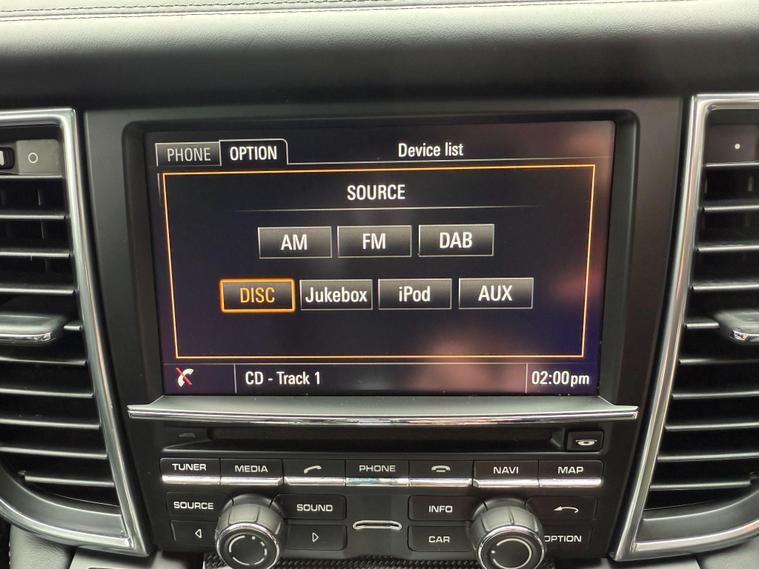 PHONE OPTION Device list
SOURCE
AM FM DAB
DISC Jukebox iPod AUX
CD - Track 1 02:00pm
TUNER MEDIA PHONE NAVI MAP
SOURCE SOUND INFO
CAR OPTION